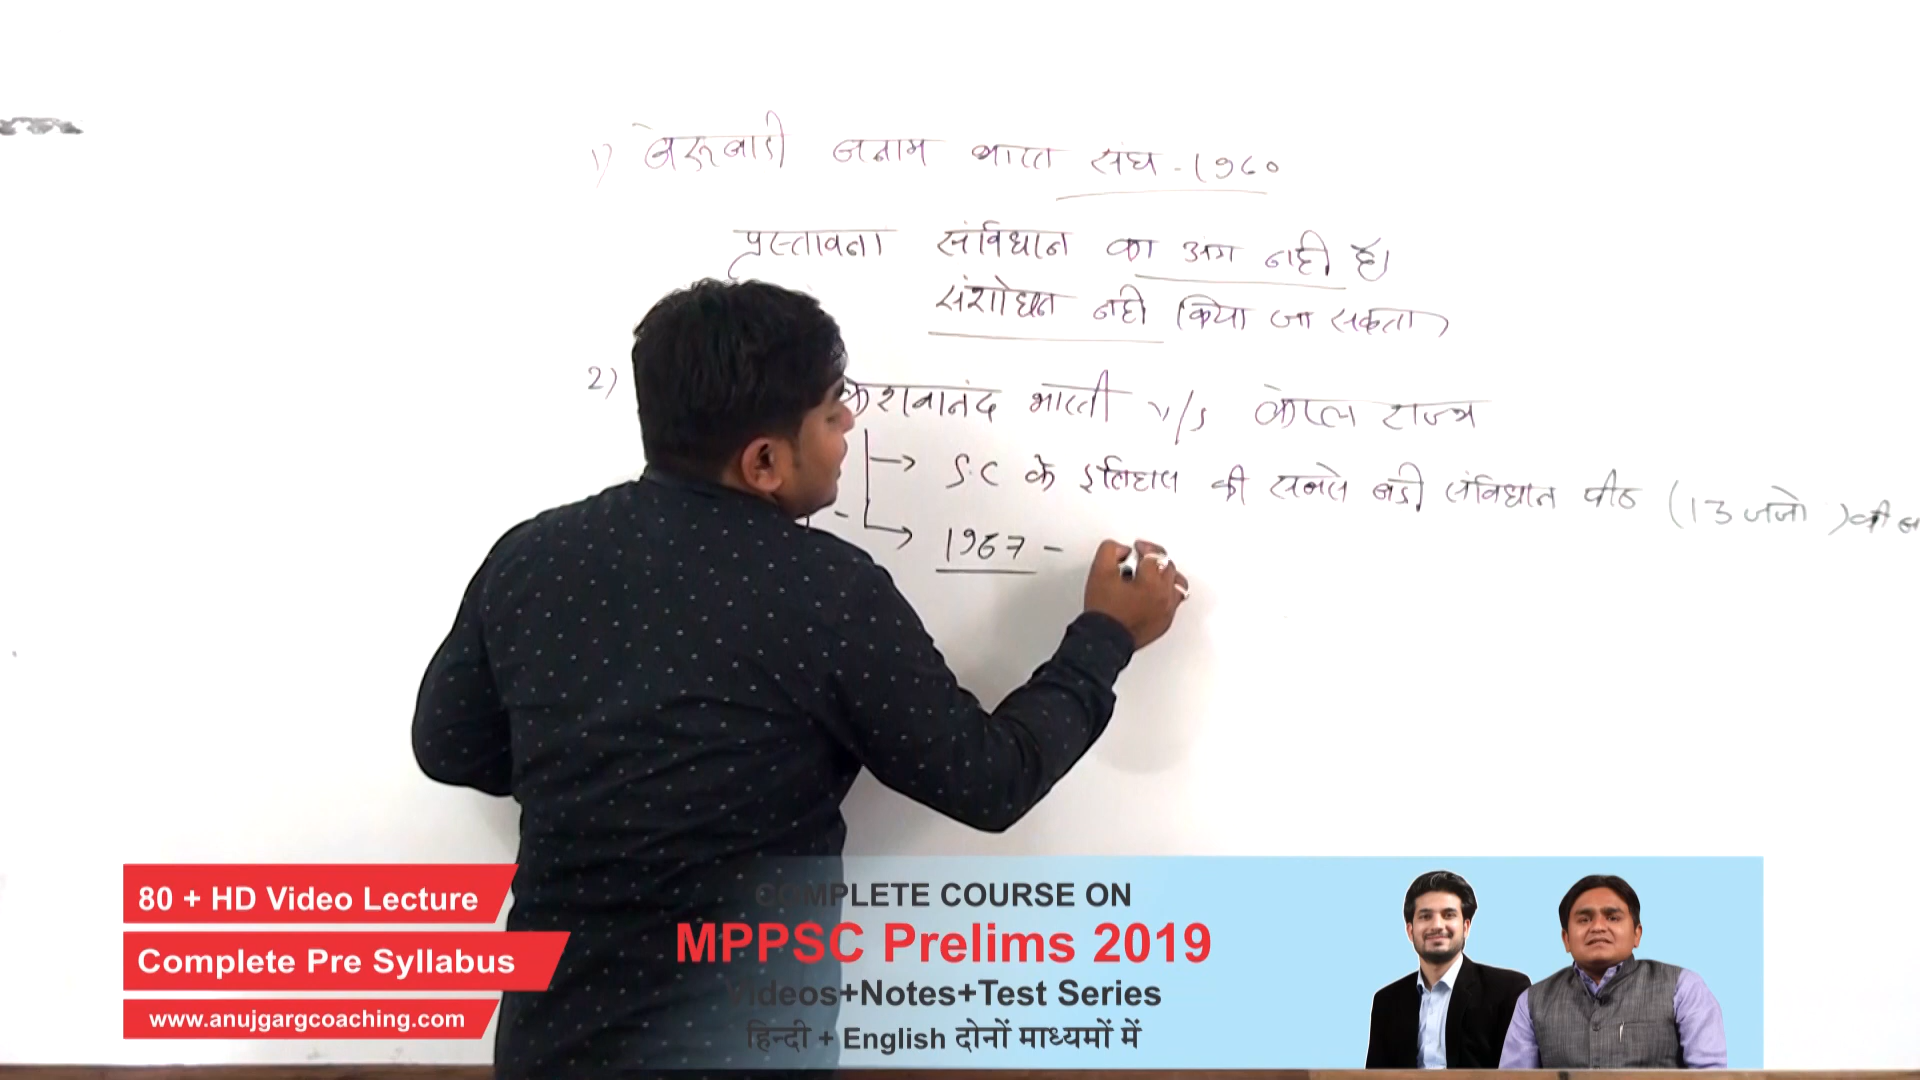 1) बेरूबाडी बनाम भारत संघ - 1960
प्रस्तावना संविधान का अंग नही है।
संशोधन नही किया जा सकता।
2) केशवानंद भारती v/s केरल राज्य
S.C के इतिहास की सबसे बडी संविधान पीठ (13 जजो) की
1967 -
80 + HD Video Lecture
Complete Pre Syllabus
www.anujgargcoaching.com
COMPLETE COURSE ON
MPPSC Prelims 2019
Videos+Notes+Test Series
हिन्दी + English दोनों माध्यमों में